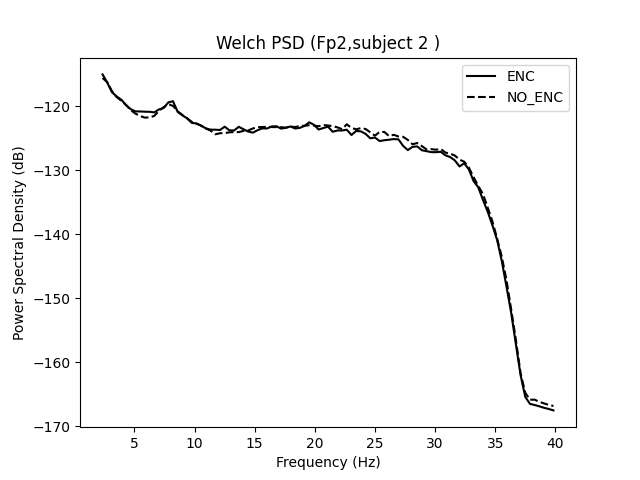 Welch PSD (Fp2,subject 2 )
ENC
NO_ENC
Power Spectral Density (dB)
−120
−130
−140
−150
−160
−170
5 10 15 20 25 30 35 40
Frequency (Hz)